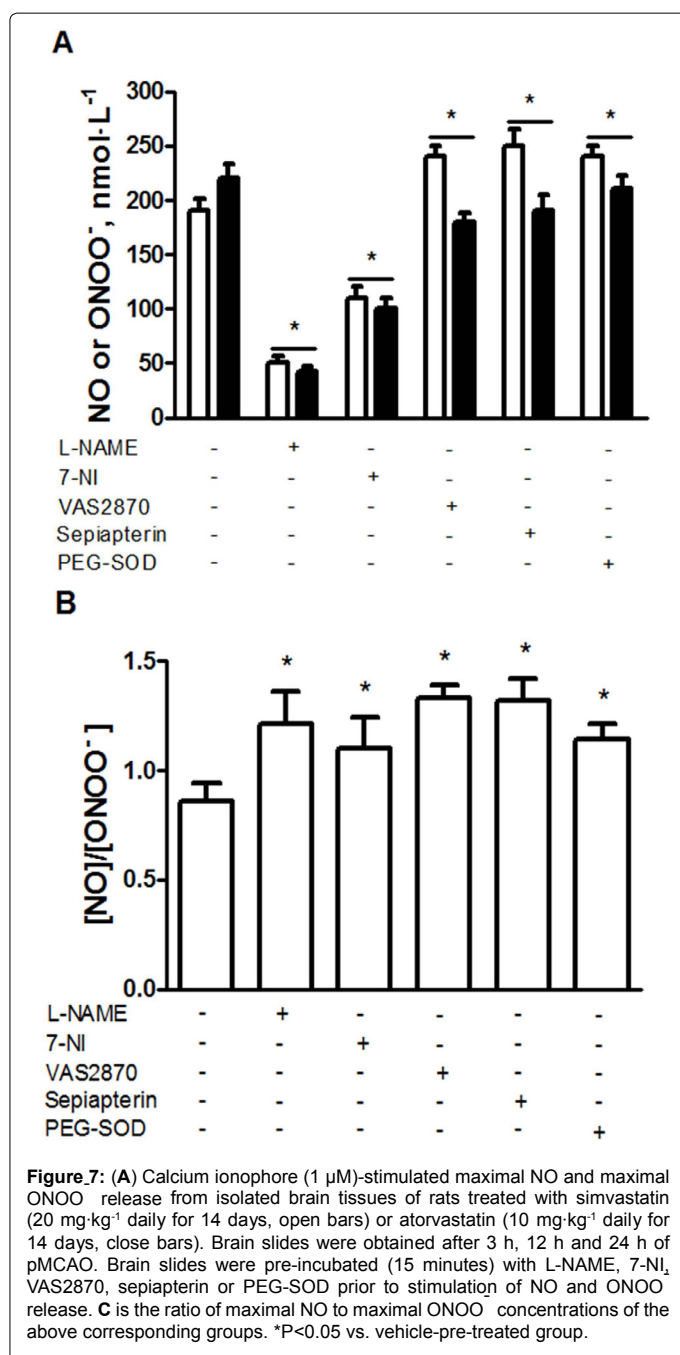 A
NO or ONOO⁻, nmol·L⁻¹
300
250
200
150
100
50
0
* * * * *
L-NAME - + - - - -
7-NI - - + - - -
VAS2870 - - - + - -
Sepiapterin - - - - + -
PEG-SOD - - - - - +
B
[NO]/[ONOO⁻]
1.5
1.0
0.5
0.0
* * * * *
L-NAME - + - - - -
7-NI - - + - - -
VAS2870 - - - + - -
Sepiapterin - - - - + -
PEG-SOD - - - - - +
Figure 7: (A) Calcium ionophore (1 µM)-stimulated maximal NO and maximal
ONOO⁻ release from isolated brain tissues of rats treated with simvastatin
(20 mg·kg⁻¹ daily for 14 days, open bars) or atorvastatin (10 mg·kg⁻¹ daily for
14 days, close bars). Brain slides were obtained after 3 h, 12 h and 24 h of
pMCAO. Brain slides were pre-incubated (15 minutes) with L-NAME, 7-NI,
VAS2870, sepiapterin or PEG-SOD prior to stimulation of NO and ONOO⁻
release. C is the ratio of maximal NO to maximal ONOO⁻ concentrations of the
above corresponding groups. *P<0.05 vs. vehicle-pre-treated group.